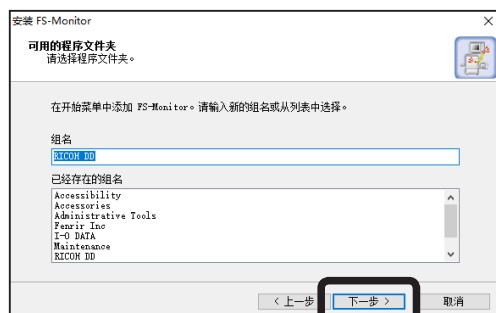 安装 FS-Monitor
可用的程序文件夹
请选择程序文件夹。
在开始菜单中添加 FS-Monitor。请输入新的组名或从列表中选择。
组名
RICOH DD
已经存在的组名
Accessibility
Accessories
Administrative Tools
Fenrir Inc
I-O DATA
Maintenance
RICOH DD
< 上一步
下一步 >
取消